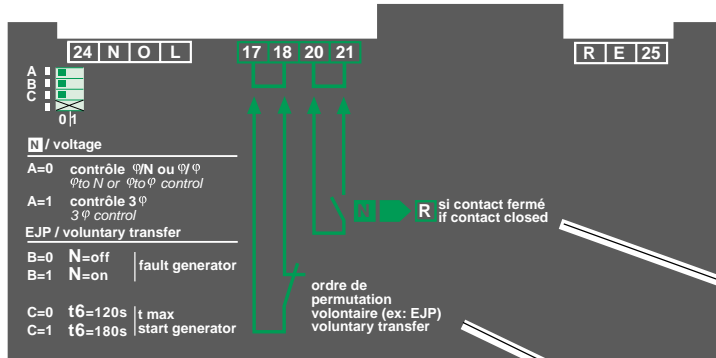 24 N O L
17 18 20 21
R E 25
A
B
C
0 1
N / voltage
A=0 contrôle φ/N ou φ/φ
φ to N or φ to φ control
A=1 contrôle 3 φ
3 φ control
EJP / voluntary transfer
B=0 N=off
B=1 N=on
fault generator
C=0 t6=120s t max
C=1 t6=180s start generator
N R si contact fermé
if contact closed
ordre de
permutation
volontaire (ex: EJP)
voluntary transfer